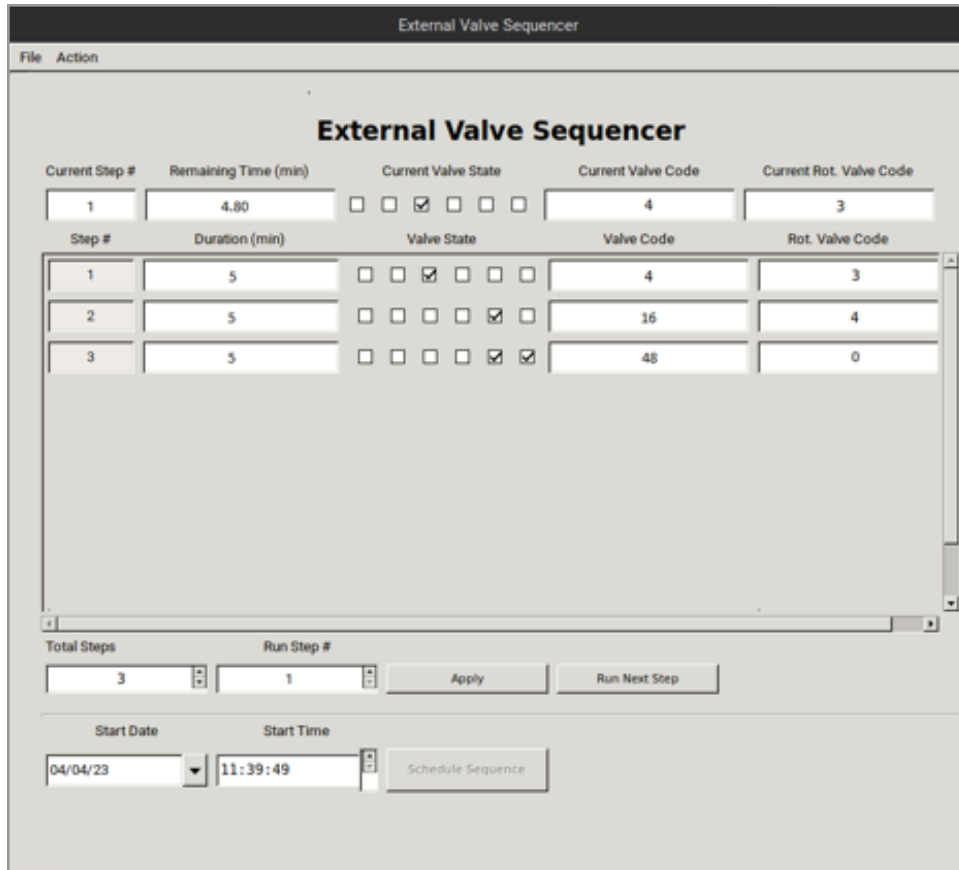 External Valve Sequencer
File Action
External Valve Sequencer
Current Step # Remaining Time (min) Current Valve State Current Valve Code Current Rot. Valve Code
1 4.80 4 3
Step # Duration (min) Valve State Valve Code Rot. Valve Code
1 5 4 3
2 5 16 4
3 5 48 0
Total Steps Run Step #
3 1 Apply Run Next Step
Start Date Start Time
04/04/23 11:39:49 Schedule Sequence